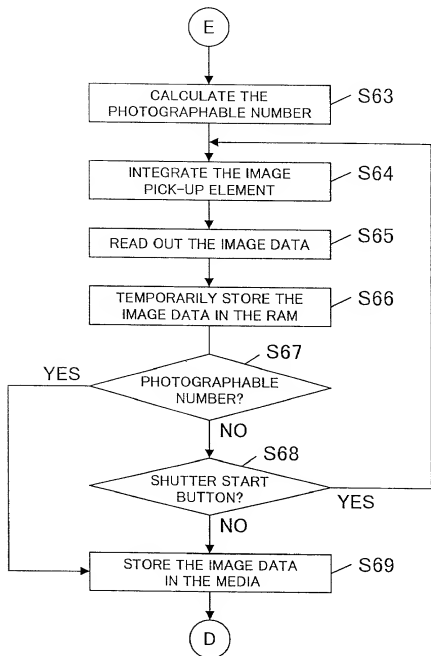 E
CALCULATE THE
PHOTOGRAPHABLE NUMBER
S63
INTEGRATE THE IMAGE
PICK-UP ELEMENT
S64
READ OUT THE IMAGE DATA
S65
TEMPORARILY STORE THE
IMAGE DATA IN THE RAM
S66
S67
YES
PHOTOGRAPHABLE
NUMBER?
NO
S68
SHUTTER START
BUTTON?
YES
NO
STORE THE IMAGE DATA
IN THE MEDIA
S69
D